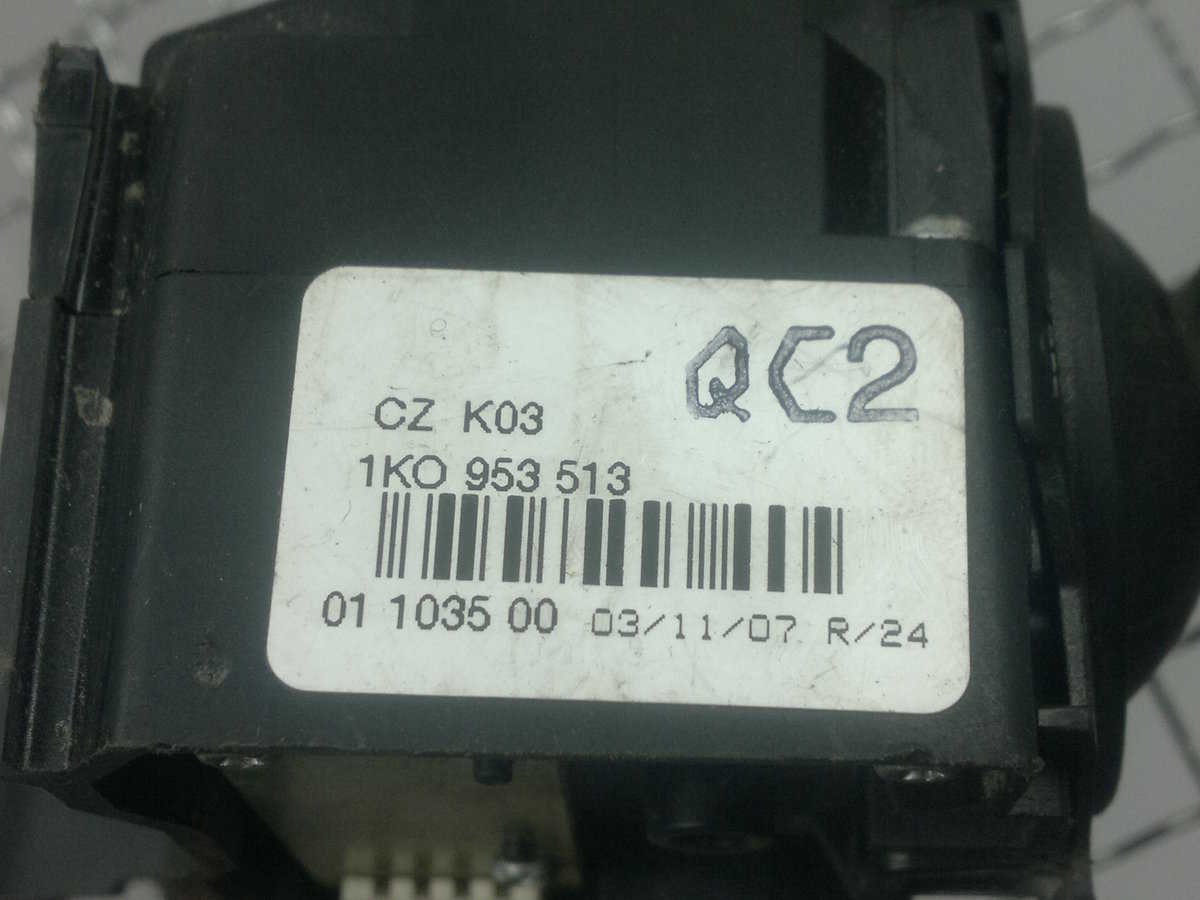 QC2
CZ K03
1KO 953 513
01 1035 00 03/11/07 R/24